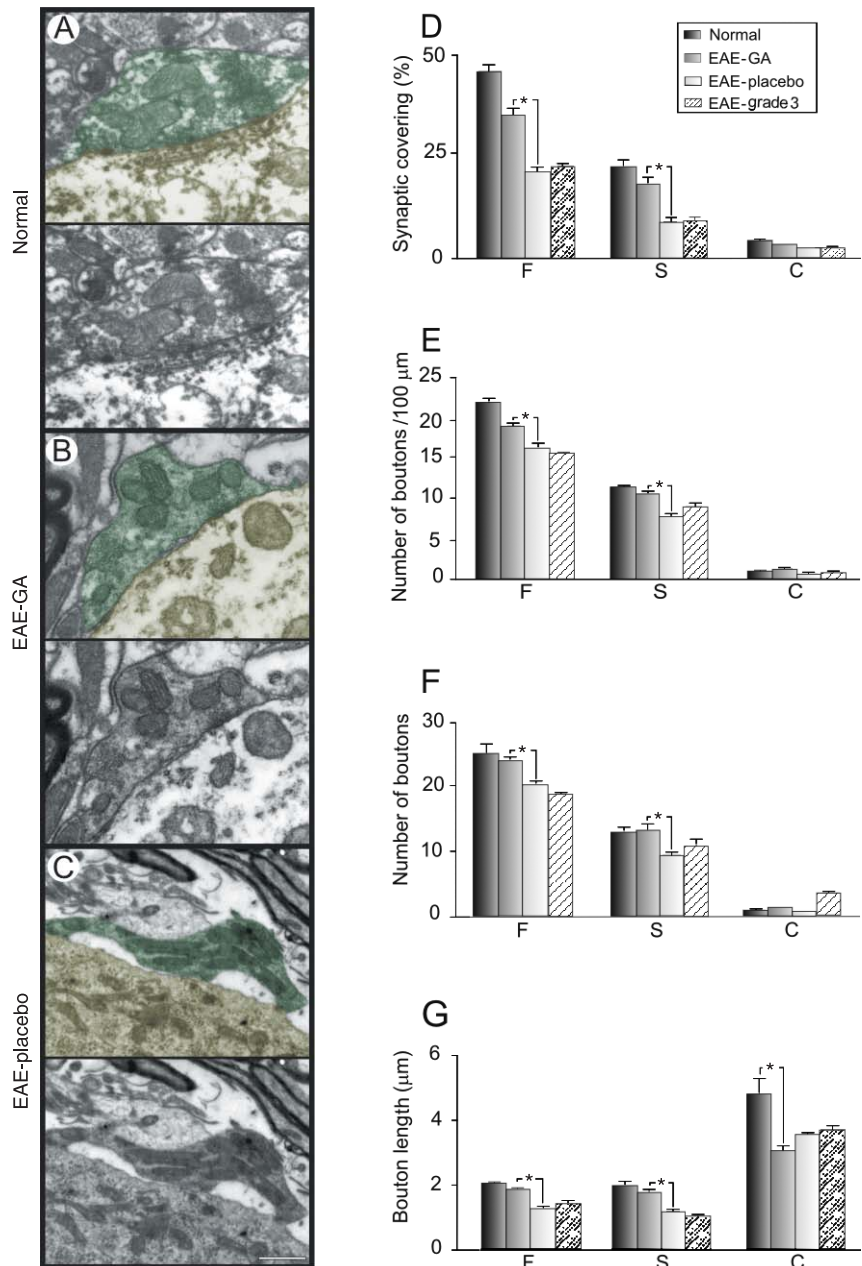 A
Normal
B
EAE-GA
C
EAE-placebo
D
Normal
EAE-GA
EAE-placebo
EAE-grade3
Synaptic covering (%)
50
25
0
*
*
F S C
E
Number of boutons /100 μm
25
20
15
10
5
0
*
*
F S C
F
Number of boutons
30
20
10
0
*
*
F S C
G
Bouton length (μm)
6
4
2
0
*
*
*
F S C